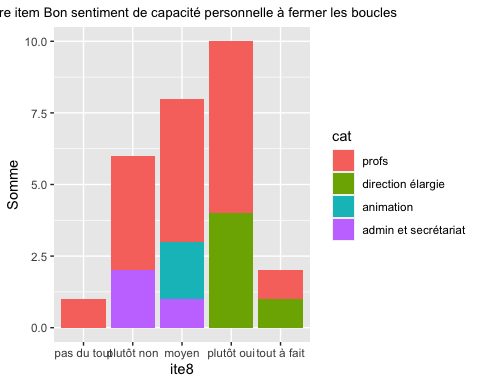 re item Bon sentiment de capacité personnelle à fermer les boucles
10.0
7.5
5.0
2.5
0.0
Somme
pas du tout plutôt non moyen plutôt oui tout à fait
ite8
cat
profs
direction élargie
animation
admin et secrétariat